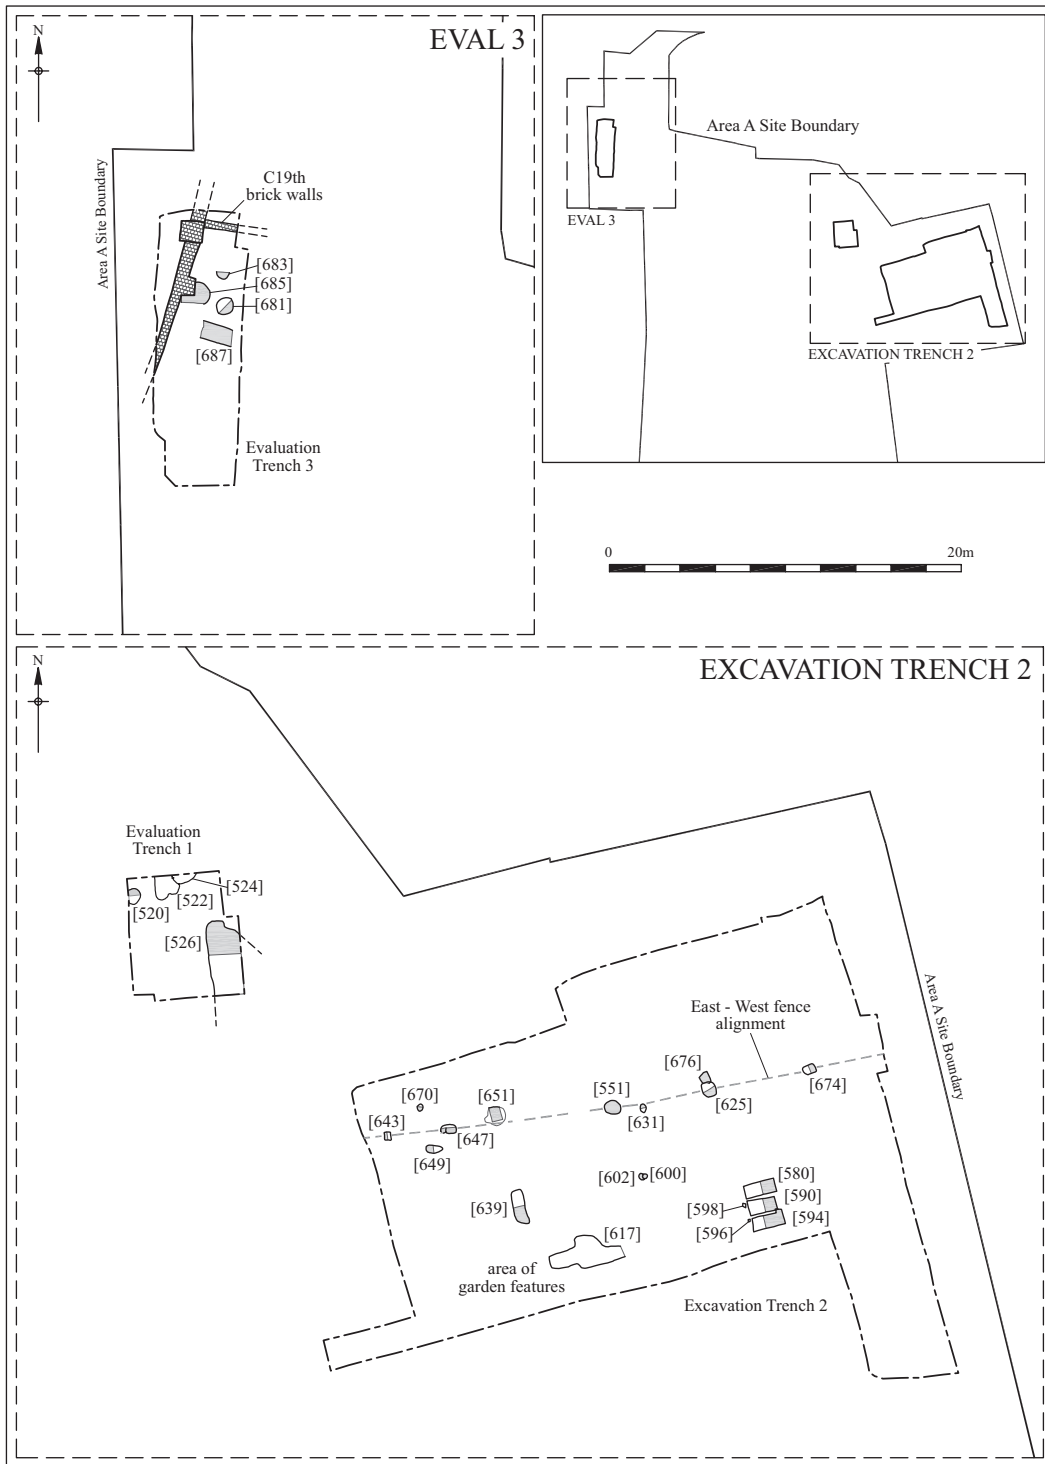 N
EVAL 3
Area A Site Boundary
C19th
brick walls
[683]
[685]
[681]
[687]
Evaluation
Trench 3
Area A Site Boundary
EVAL 3
EXCAVATION TRENCH 2
0
20m
N
EXCAVATION TRENCH 2
Evaluation
Trench 1
[524]
[522]
[520]
[526]
Area A Site Boundary
East - West fence
alignment
[676]
[674]
[670]
[651]
[551]
[625]
[643]
[631]
[647]
[649]
[602]
[600]
[580]
[590]
[598]
[639]
[594]
[596]
[617]
area of
garden features
Excavation Trench 2